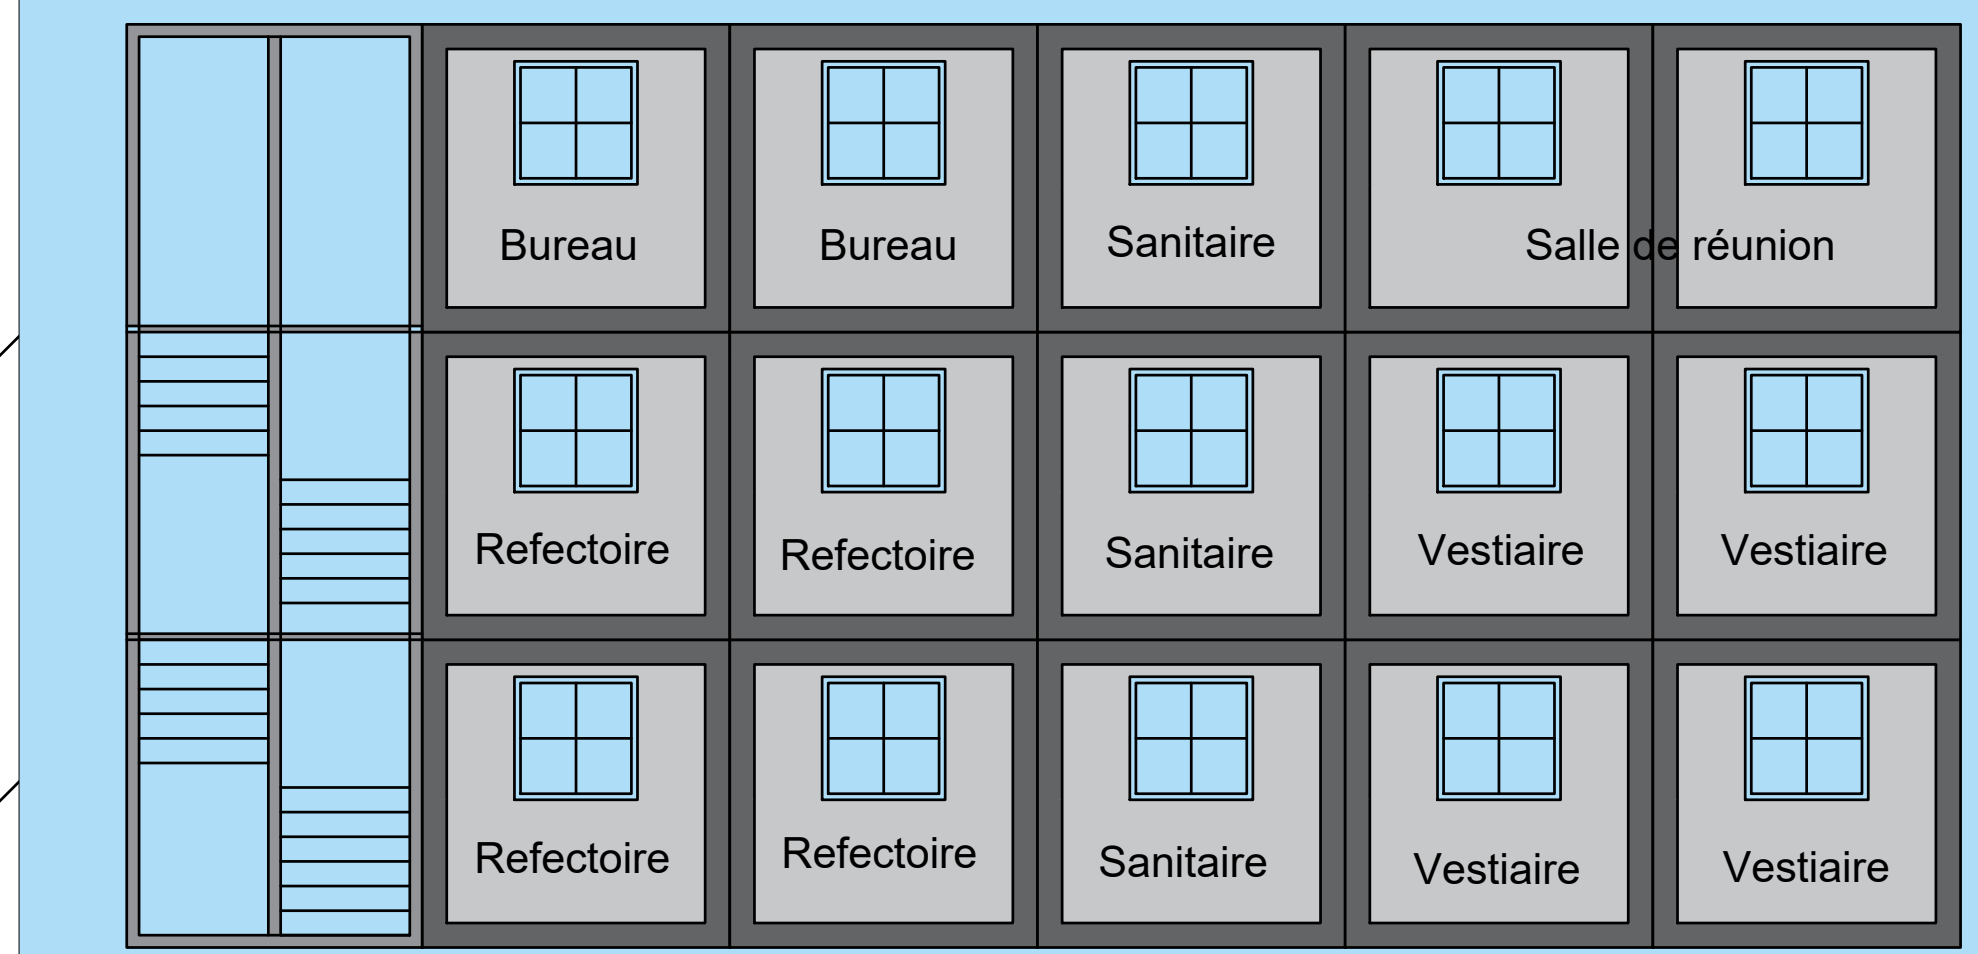 Bureau
Bureau
Sanitaire
Salle de réunion
Refectoire
Refectoire
Sanitaire
Vestiaire
Vestiaire
Refectoire
Refectoire
Sanitaire
Vestiaire
Vestiaire